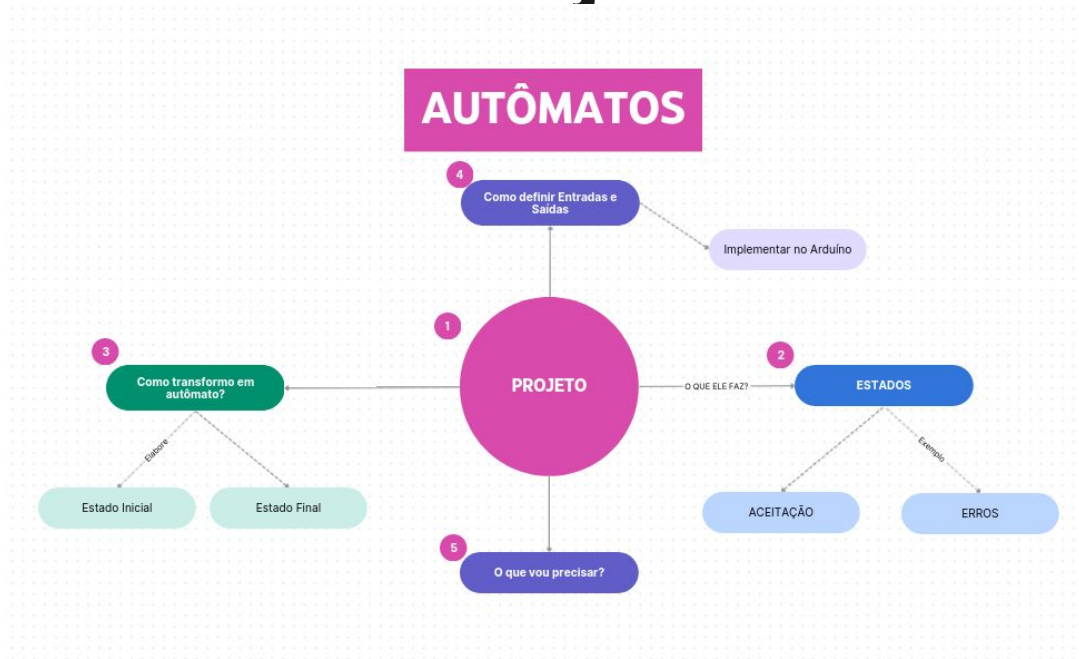 AUTÔMATOS
4
Como definir Entradas e
Saídas
Implementar no Arduíno
1
PROJETO
O QUE ELE FAZ?
2
ESTADOS
Exemplo
ACEITAÇÃO
ERROS
3
Como transformo em
autômato?
Elabore
Estado Inicial
Estado Final
5
O que vou precisar?